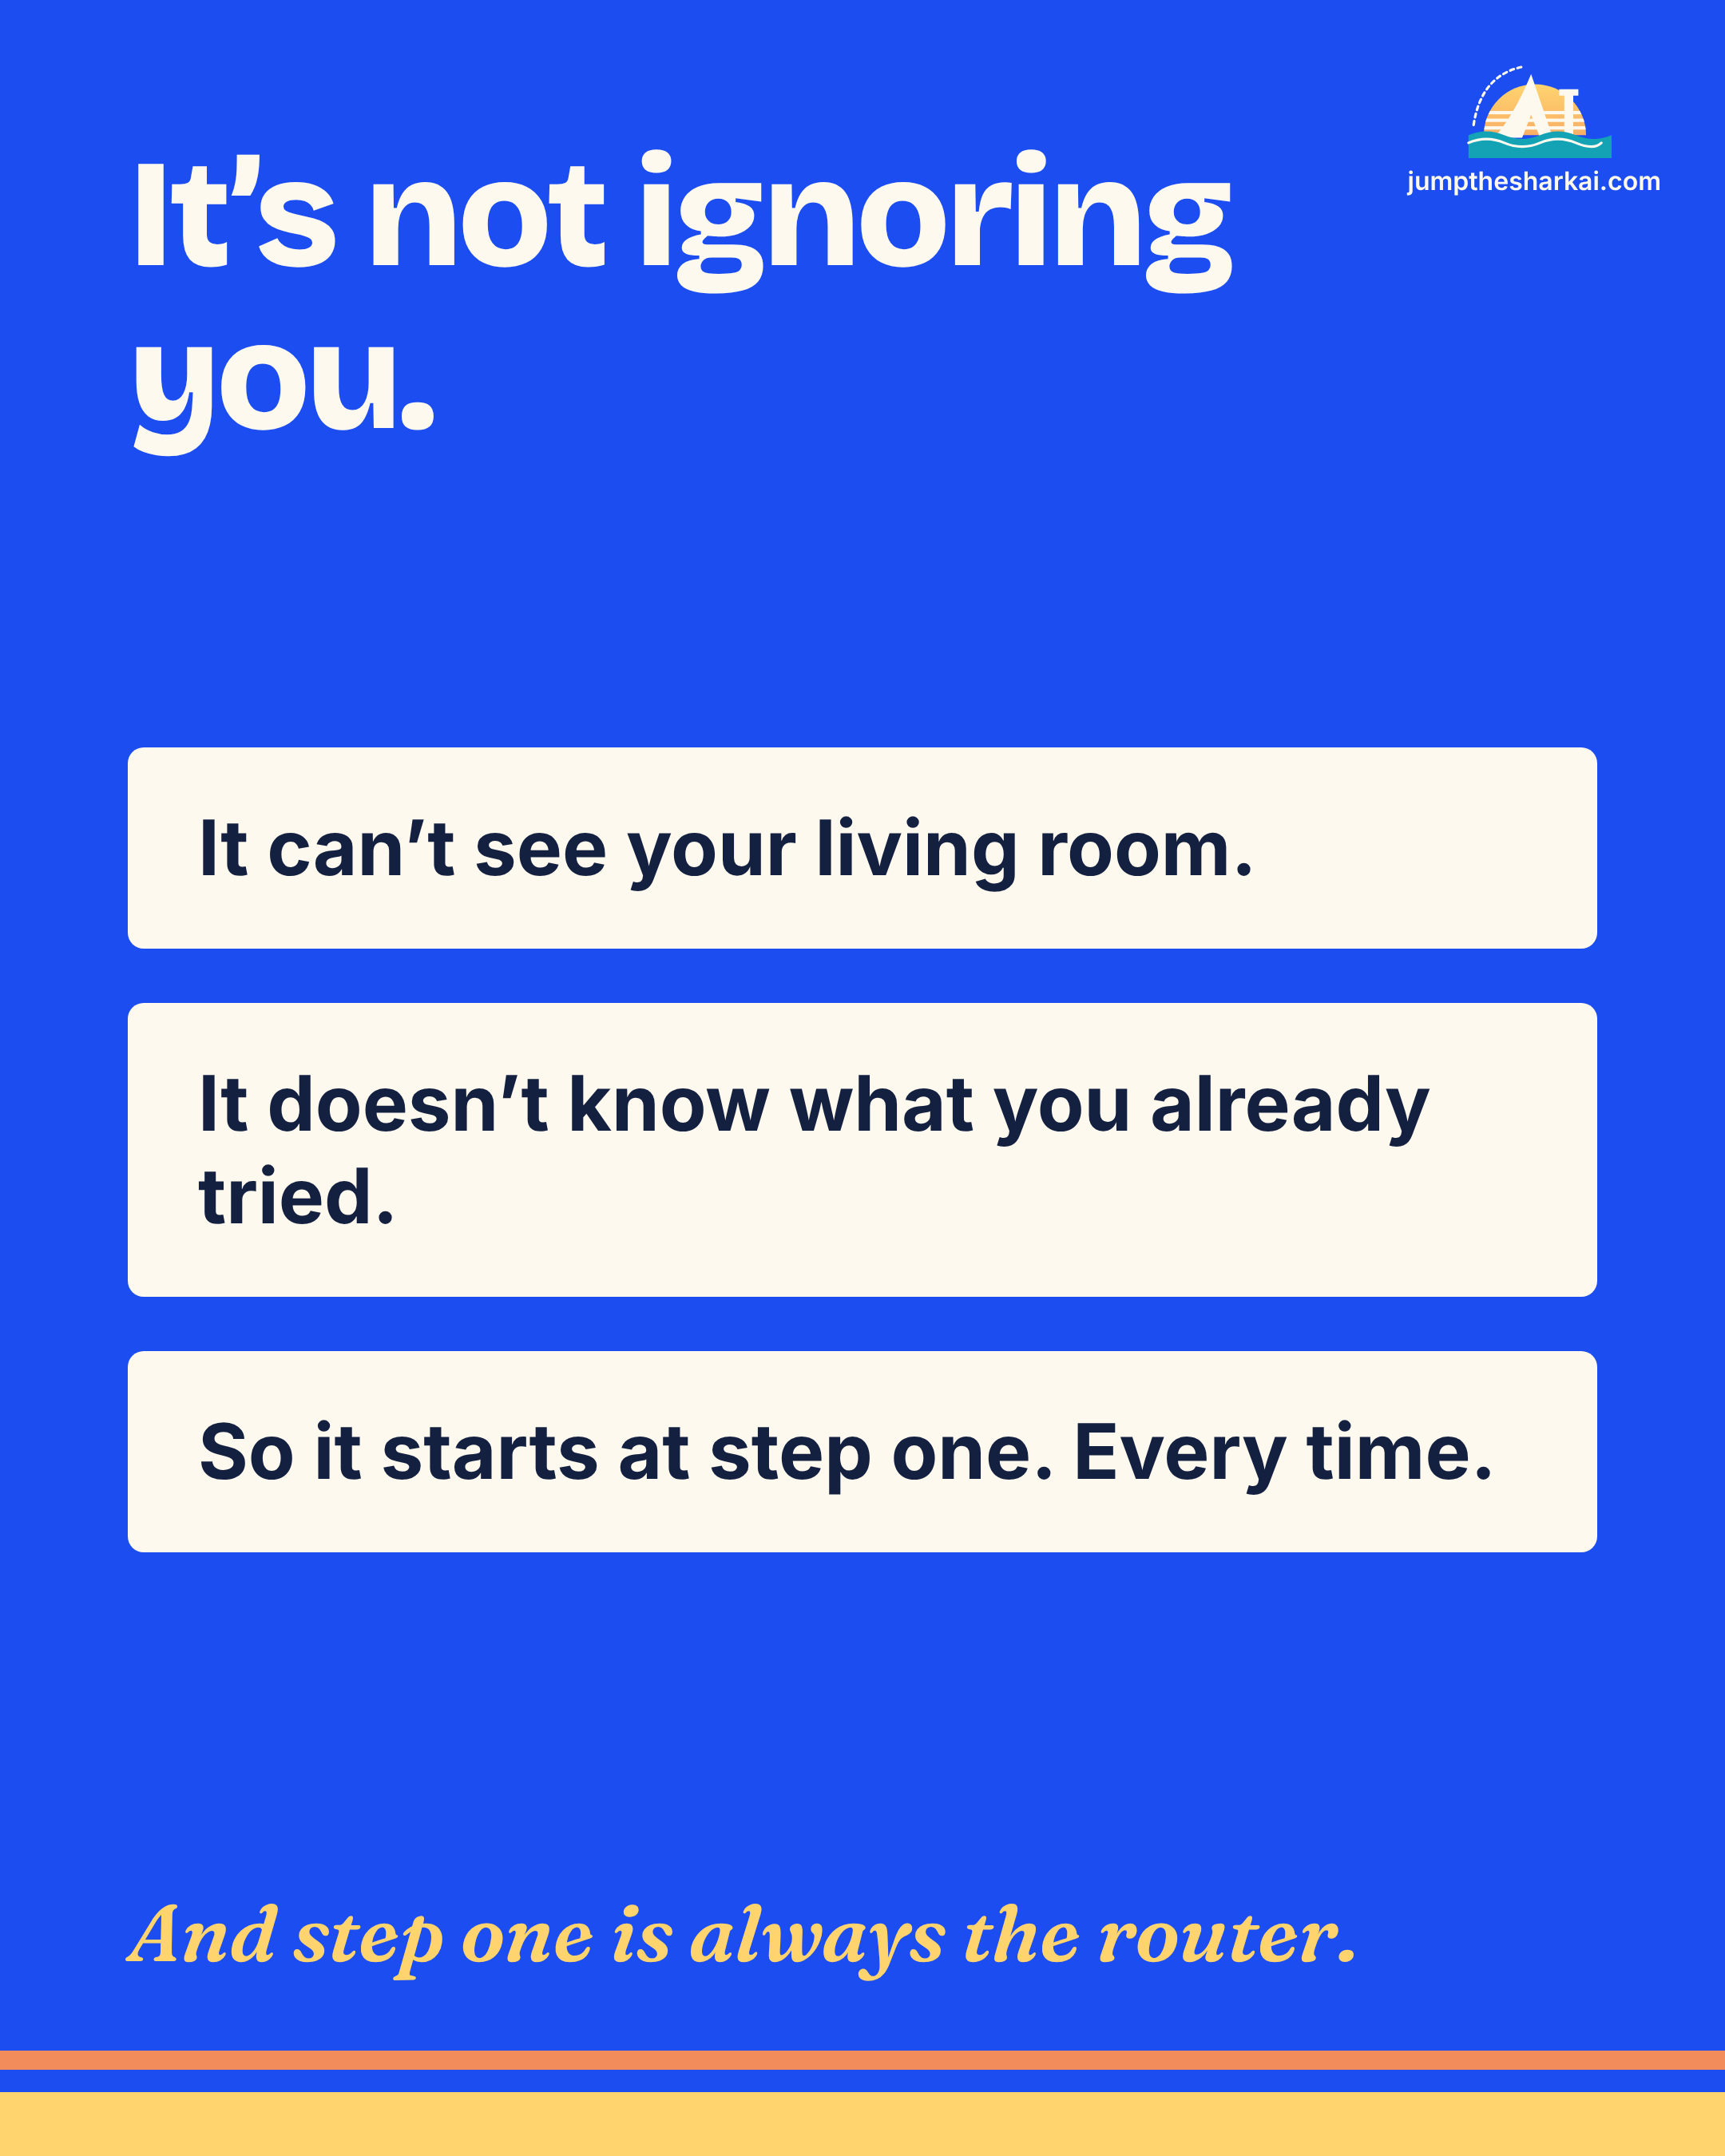 AI
jumpthesharkai.com
It’s not ignoring
you.
It can’t see your living room.
It doesn’t know what you already
tried.
So it starts at step one. Every time.
And step one is always the router.